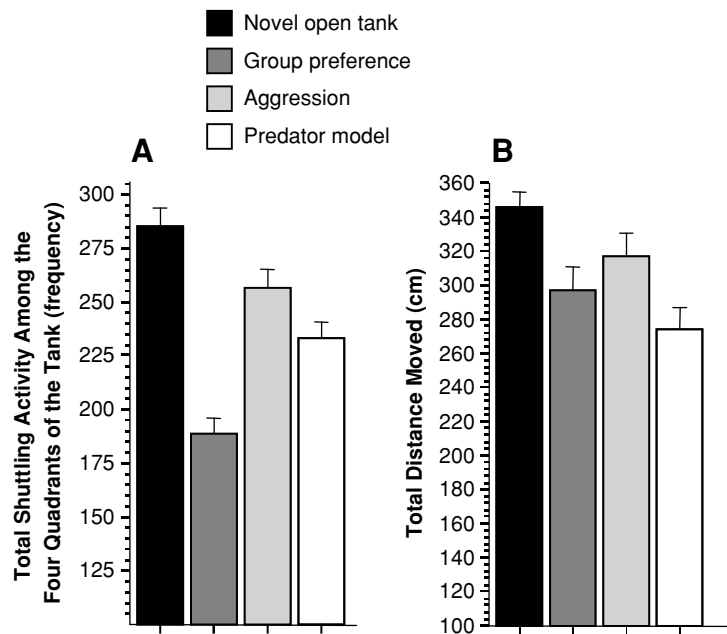 Novel open tank
Group preference
Aggression
Predator model
A
Total Shuttling Activity Among the
Four Quadrants of the Tank (frequency)
300
275
250
225
200
175
150
125
B
Total Distance Moved (cm)
360
340
320
300
280
260
240
220
200
180
160
140
120
100